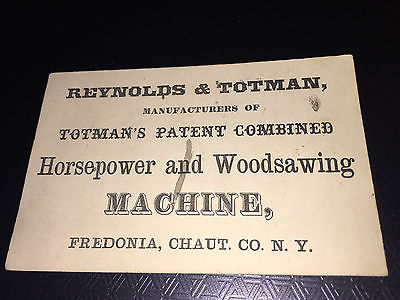 REYNOLDS & TOTMAN,
MANUFACTURERS OF
TOTMAN'S PATENT COMBINED
Horsepower and Woodsawing
MACHINE,
FREDONIA, CHAUT. CO. N. Y.